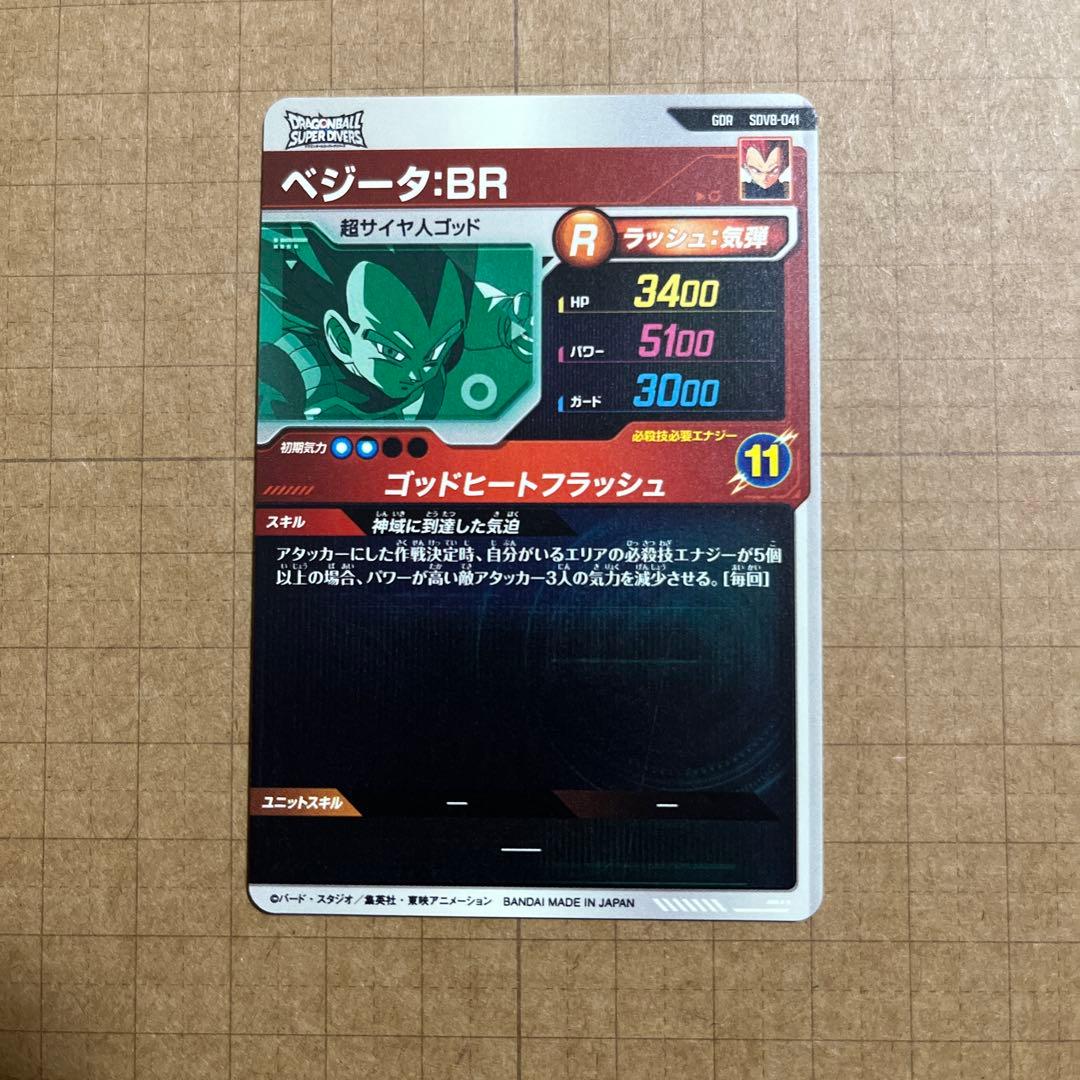 DRAGONBALL
SUPER DIVERS
GDR SDV8-041
ベジータ:BR
超サイヤ人ゴッド
R ラッシュ:気弾
HP 3400
パワー 5100
ガード 3000
初期気力
必殺技必要エナジー
11
ゴッドヒートフラッシュ
スキル 神域に到達した気迫
アタッカーにした作戦決定時、自分がいるエリアの必殺技エナジーが5個
以上の場合、パワーが高い敵アタッカー3人の気力を減少させる。[毎回]
ユニットスキル — —
—
©バード・スタジオ/集英社・東映アニメーション BANDAI MADE IN JAPAN